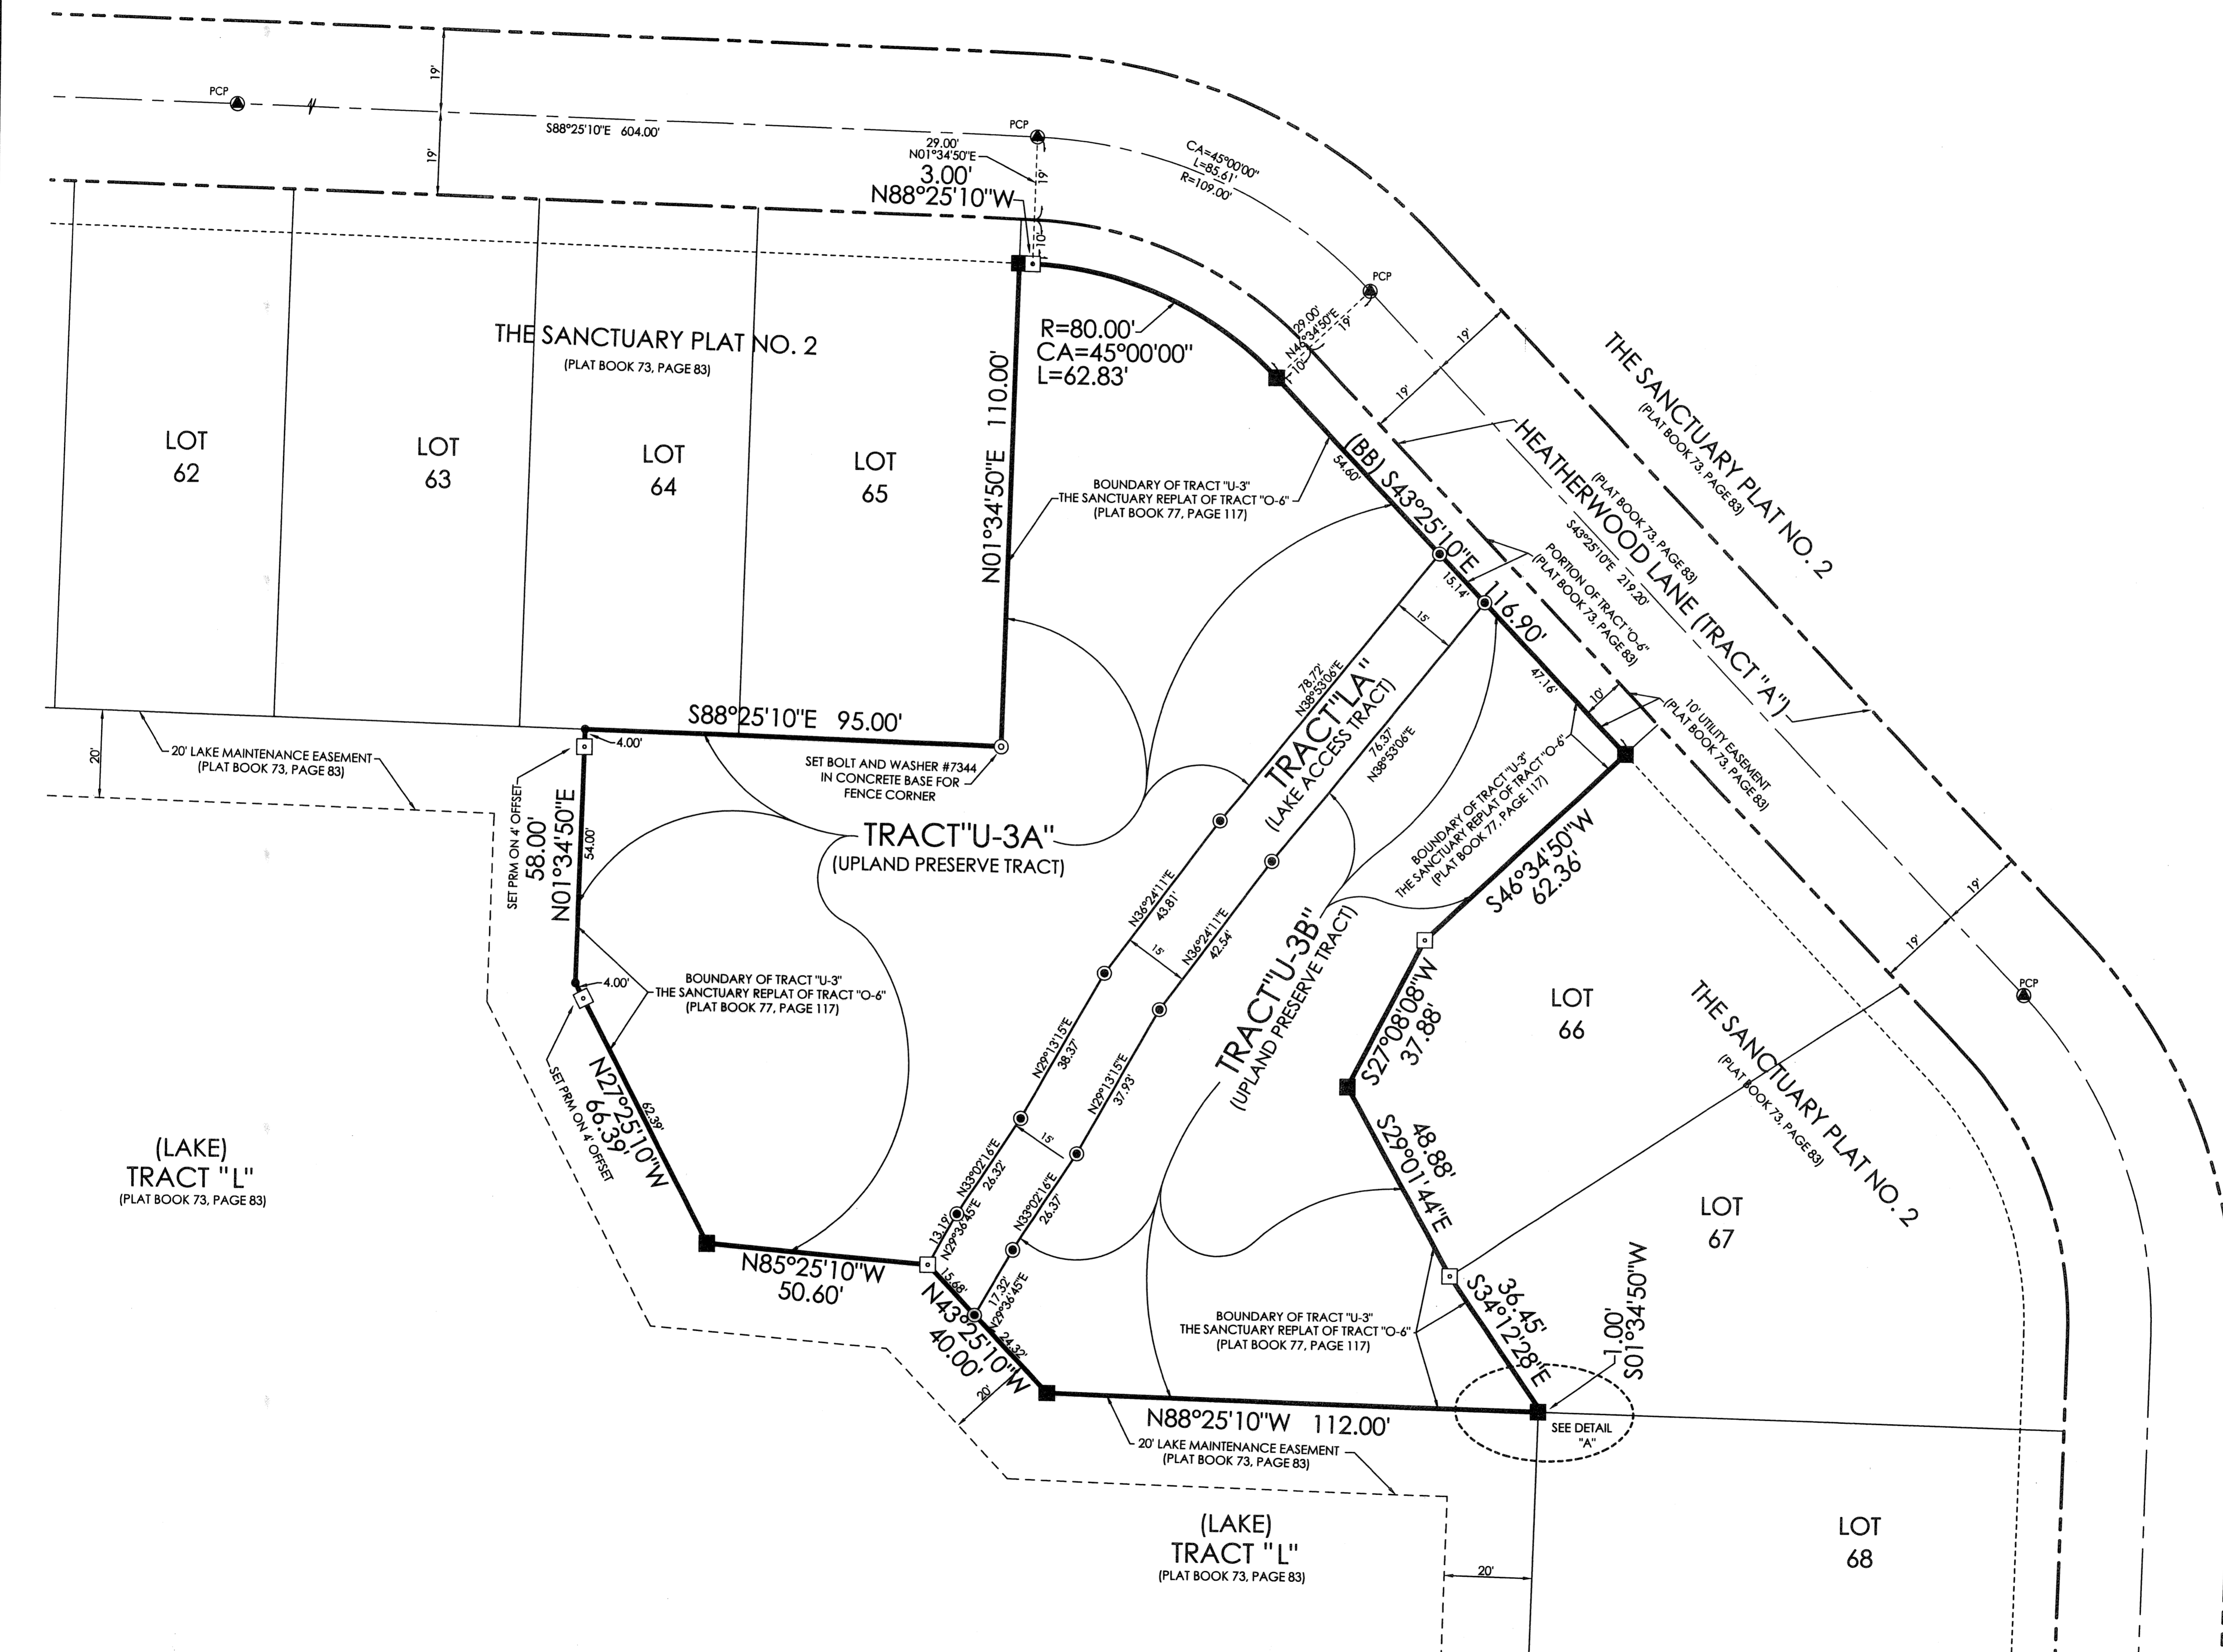 19'
PCP
S88°25'10"E 604.00'
19'
PCP
29.00'
N01°34'50"E
3.00'
N88°25'10"W
19'
10'
CA=45°00'00"
L=85.61'
R=109.00'
PCP
29.00'
N46°34'50"E
19'
10'
THE SANCTUARY PLAT NO. 2
(PLAT BOOK 73, PAGE 83)
R=80.00'
CA=45°00'00"
L=62.83'
N01°34'50"E 110.00'
LOT
62
LOT
63
LOT
64
LOT
65
BOUNDARY OF TRACT "U-3"
THE SANCTUARY REPLAT OF TRACT "O-6"
(PLAT BOOK 77, PAGE 117)
(BB) S43°25'10"E 116.90'
54.60'
15.14'
47.16'
19'
19'
THE SANCTUARY PLAT NO. 2
(PLAT BOOK 73, PAGE 83)
HEATHERWOOD LANE (TRACT "A")
(PLAT BOOK 73, PAGE 83)
S43°25'10"E 219.20'
PORTION OF TRACT "O-6"
(PLAT BOOK 73, PAGE 83)
10'
10' UTILITY EASEMENT
(PLAT BOOK 73, PAGE 83)
S88°25'10"E 95.00'
20'
20' LAKE MAINTENANCE EASEMENT
(PLAT BOOK 73, PAGE 83)
4.00'
SET BOLT AND WASHER #7344
IN CONCRETE BASE FOR
FENCE CORNER
SET PRM ON 4' OFFSET
58.00'
N01°34'50"E
54.00'
TRACT"U-3A"
(UPLAND PRESERVE TRACT)
15'
78.72'
N38°53'06"E
TRACT"LA"
(LAKE ACCESS TRACT)
76.37'
N38°53'06"E
BOUNDARY OF TRACT "U-3"
THE SANCTUARY REPLAT OF TRACT "O-6"
(PLAT BOOK 77, PAGE 117)
S46°34'50"W
62.36'
19'
19'
PCP
N36°24'11"E
43.81'
15'
N36°24'11"E
42.54'
TRACT"U-3B"
(UPLAND PRESERVE TRACT)
4.00'
BOUNDARY OF TRACT "U-3"
THE SANCTUARY REPLAT OF TRACT "O-6"
(PLAT BOOK 77, PAGE 117)
S27°08'08"W
37.88'
LOT
66
THE SANCTUARY PLAT NO. 2
(PLAT BOOK 73, PAGE 83)
N27°25'10"W
66.39'
62.39'
SET PRM ON 4' OFFSET
N29°13'15"E
38.37'
N29°13'15"E
37.93'
15'
48.88'
S29°01'44"E
(LAKE)
TRACT "L"
(PLAT BOOK 73, PAGE 83)
N33°02'16"E
26.32'
N33°02'16"E
26.37'
13.19'
N29°36'45"E
17.32'
N29°36'45"E
LOT
67
N85°25'10"W
50.60'
15.68'
24.32'
N43°25'10"W
40.00'
20'
36.45'
S34°12'28"E
1.00'
S01°34'50"W
BOUNDARY OF TRACT "U-3"
THE SANCTUARY REPLAT OF TRACT "O-6"
(PLAT BOOK 77, PAGE 117)
N88°25'10"W 112.00'
SEE DETAIL
"A"
20' LAKE MAINTENANCE EASEMENT
(PLAT BOOK 73, PAGE 83)
(LAKE)
TRACT "L"
(PLAT BOOK 73, PAGE 83)
20'
LOT
68